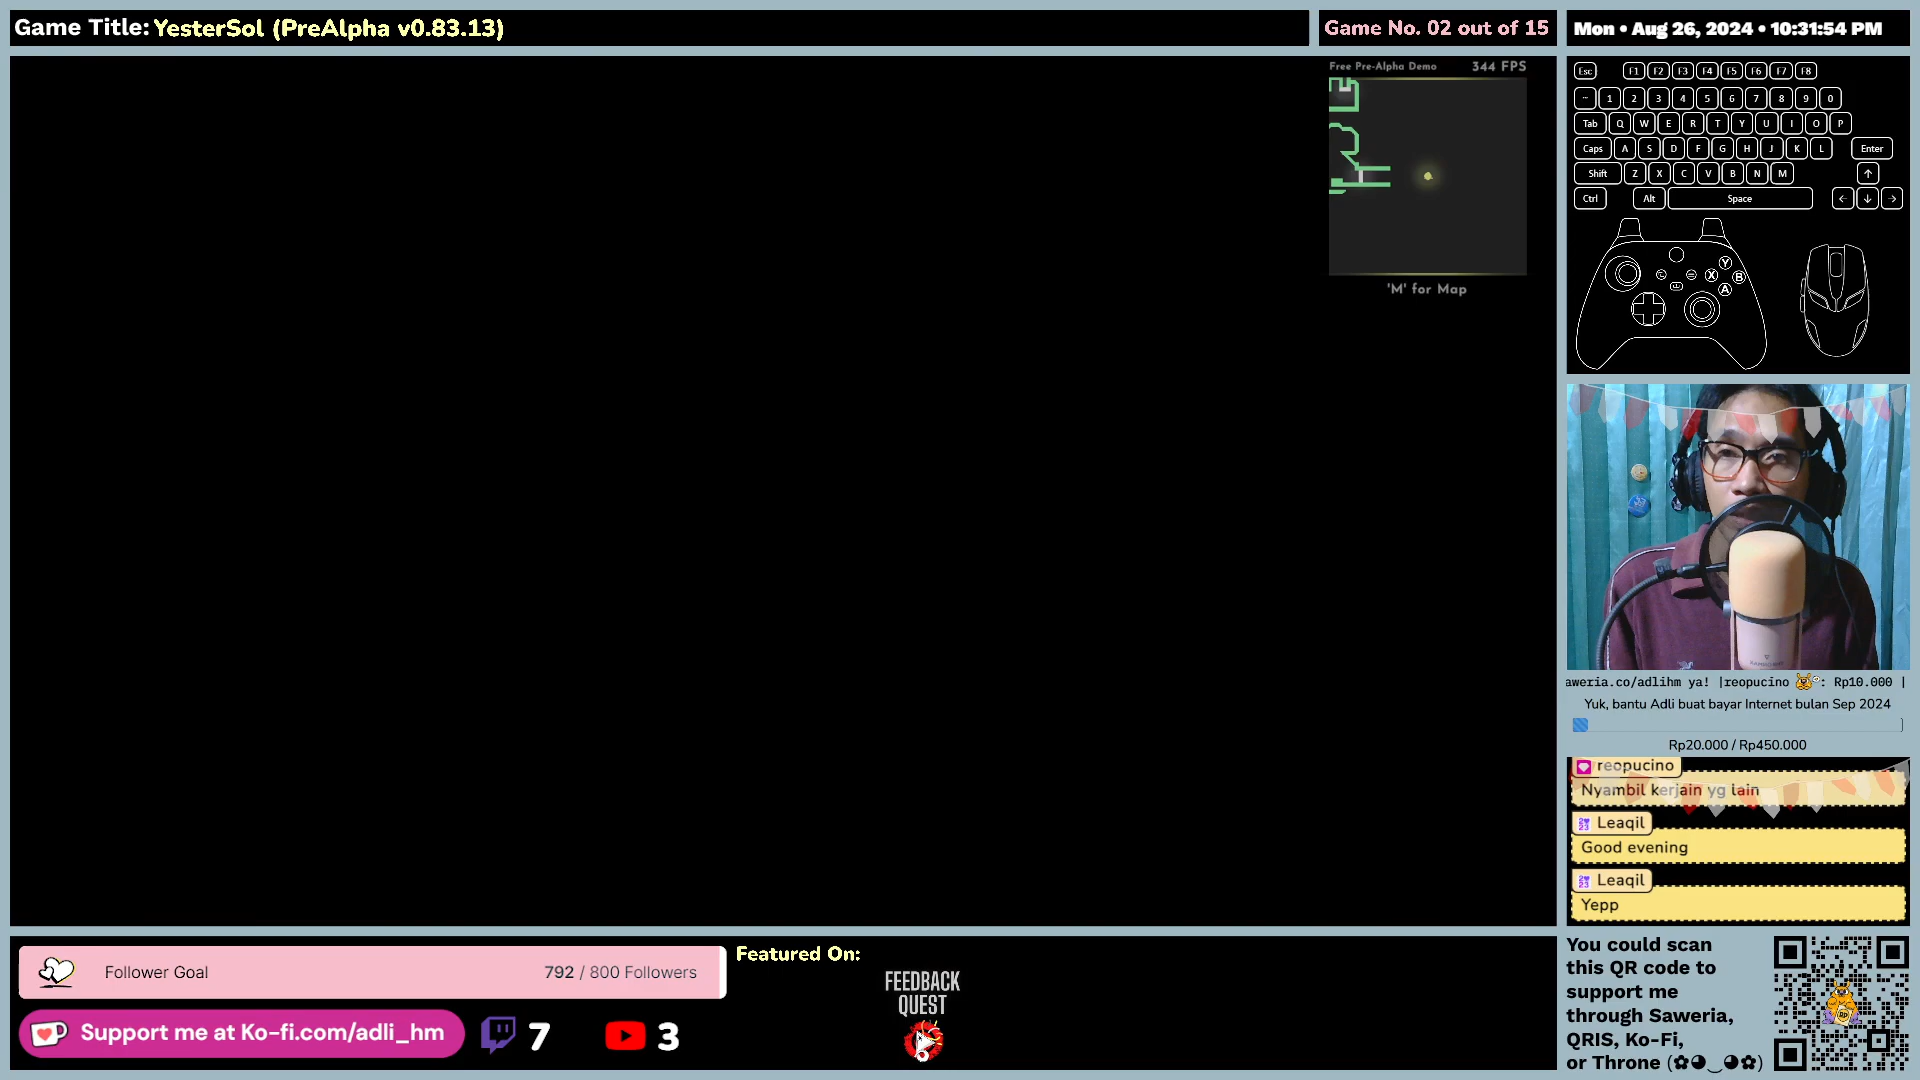 Game Title: YesterSol (PreAlpha v0.83.13)
Game No. 02 out of 15
Mon • Aug 26, 2024 • 10:31:54 PM
Free Pre-Alpha Demo 344 FPS
'M' for Map
Esc F1 F2 F3 F4 F5 F6 F7 F8
~ 1 2 3 4 5 6 7 8 9 0
Tab Q W E R T Y U I O P
Caps A S D F G H J K L Enter
Shift Z X C V B N M ↑
Ctrl Alt Space ← ↓ →
Y
X B
A
aweria.co/adlihm ya! |reopucino : Rp10.000 |
Yuk, bantu Adli buat bayar Internet bulan Sep 2024
Rp20.000 / Rp450.000
reopucino
Nyambil kerjain yg lain
Leaqil
Good evening
Leaqil
Yepp
Follower Goal 792 / 800 Followers
Support me at Ko-fi.com/adli_hm
7
3
Featured On:
FEEDBACK
QUEST
You could scan
this QR code to
support me
through Saweria,
QRIS, Ko-Fi,
or Throne (✿◕‿◕✿)